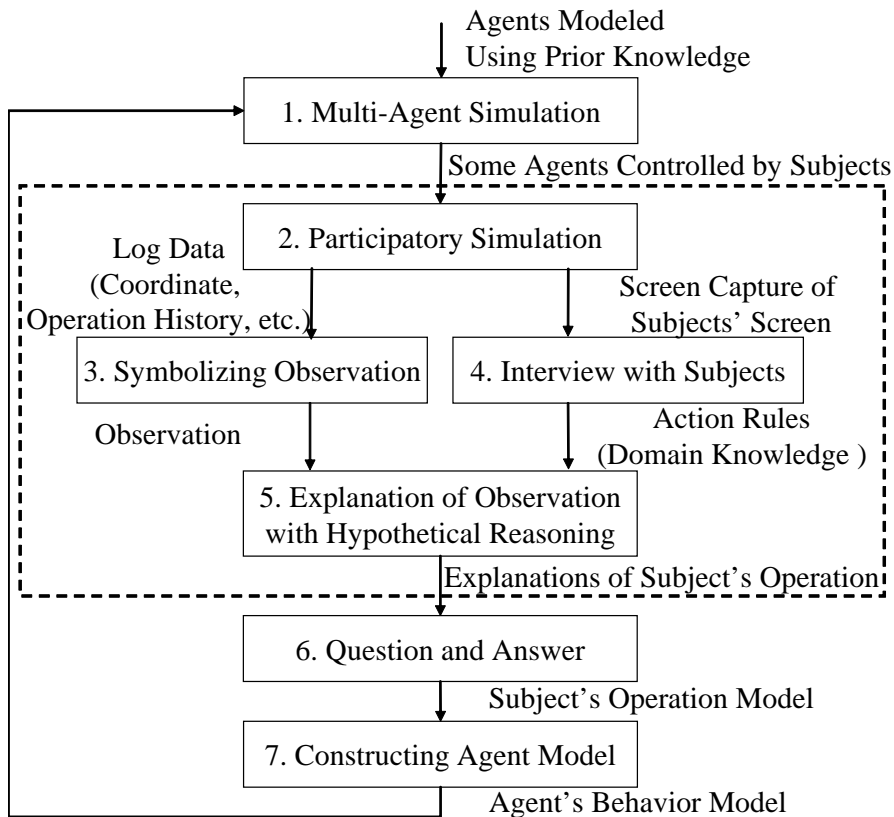 Agents Modeled
Using Prior Knowledge
1. Multi-Agent Simulation
Some Agents Controlled by Subjects
2. Participatory Simulation
Log Data
(Coordinate,
Operation History, etc.)
Screen Capture of
Subjects’ Screen
3. Symbolizing Observation
4. Interview with Subjects
Observation
Action Rules
(Domain Knowledge )
5. Explanation of Observation
with Hypothetical Reasoning
Explanations of Subject’s Operation
6. Question and Answer
Subject’s Operation Model
7. Constructing Agent Model
Agent’s Behavior Model